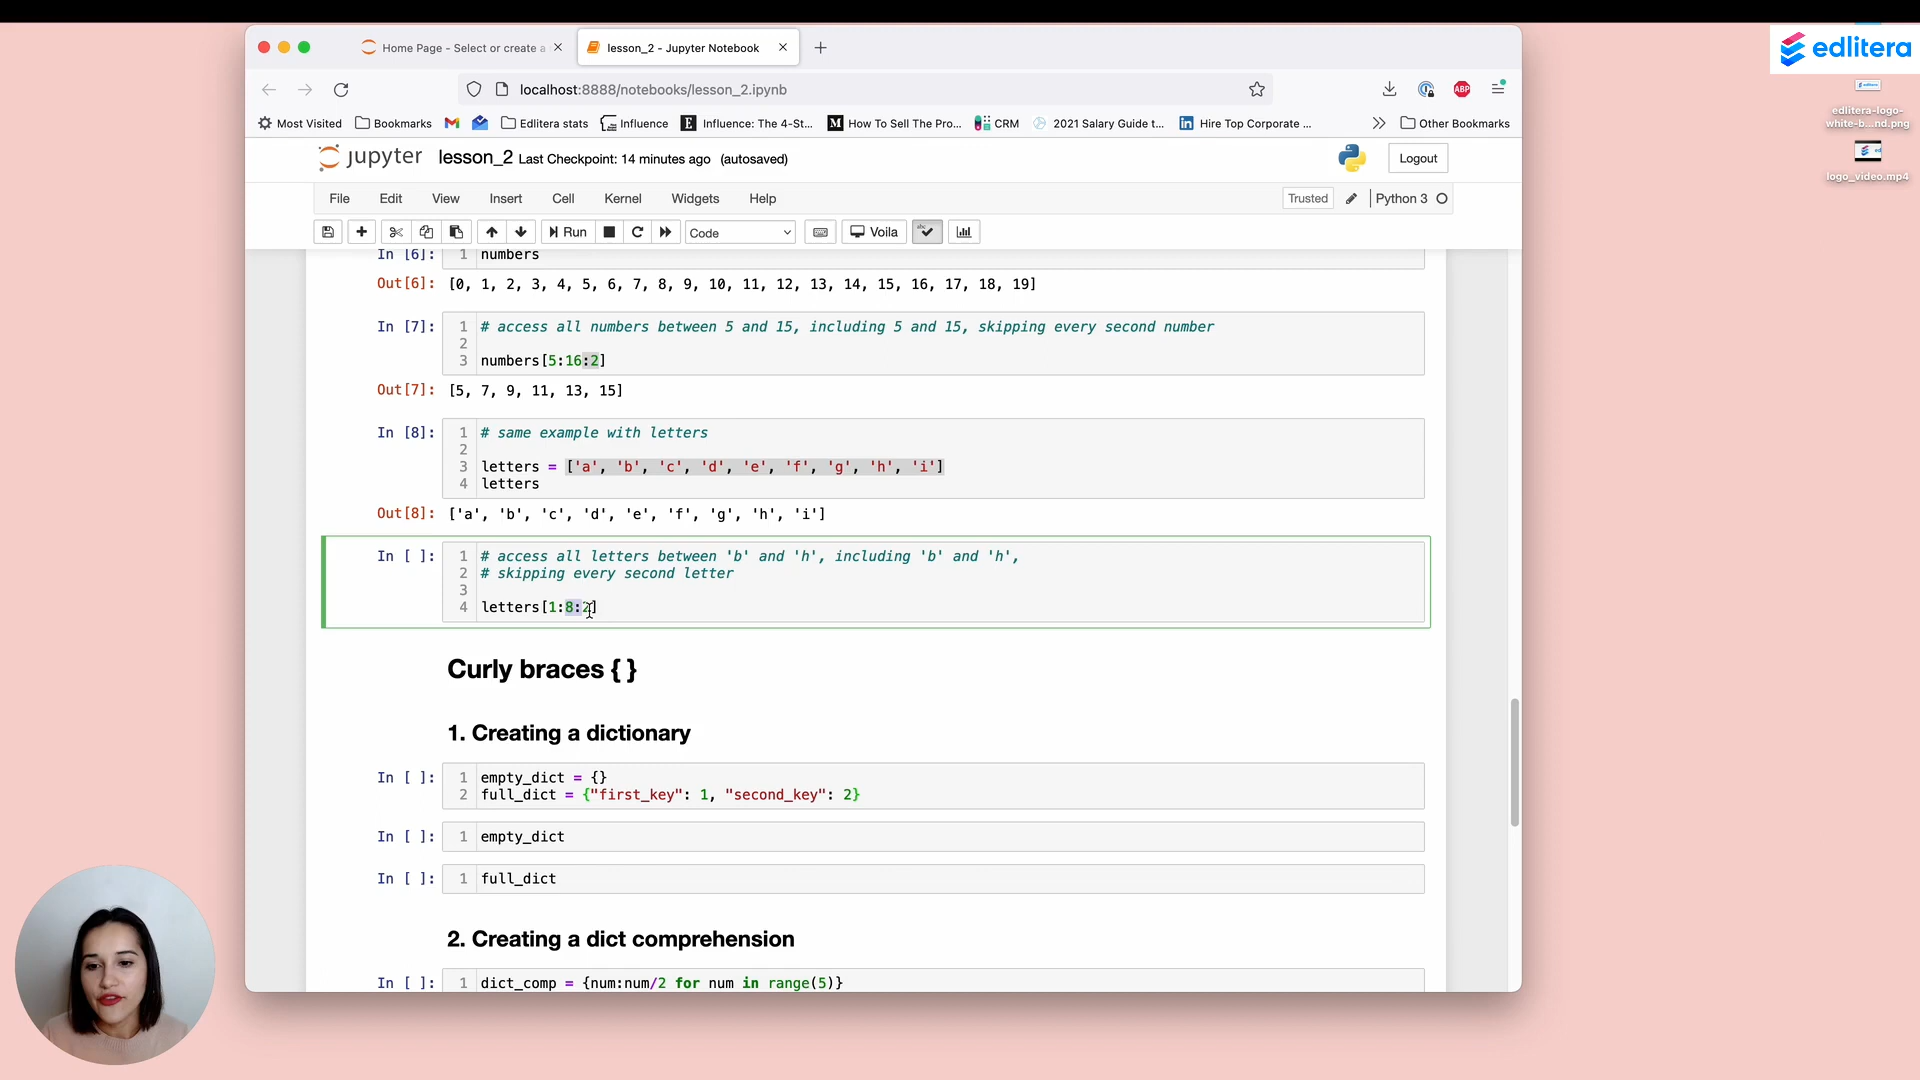 edlitera
Home Page - Select or create a
lesson_2 - Jupyter Notebook
localhost:8888/notebooks/lesson_2.ipynb
ABP
edlitera-logo-
white-b...nd.png
logo_video.mp4
Most Visited Bookmarks Edlitera stats Influence Influence: The 4-St... How To Sell The Pro... CRM 2021 Salary Guide t... Hire Top Corporate ... Other Bookmarks
jupyter lesson_2 Last Checkpoint: 14 minutes ago (autosaved) Logout
File Edit View Insert Cell Kernel Widgets Help Trusted Python 3
Run Code Voila
In [6]: 1 numbers
Out[6]: [0, 1, 2, 3, 4, 5, 6, 7, 8, 9, 10, 11, 12, 13, 14, 15, 16, 17, 18, 19]
In [7]: 1 # access all numbers between 5 and 15, including 5 and 15, skipping every second number
2
3 numbers[5:16:2]
Out[7]: [5, 7, 9, 11, 13, 15]
In [8]: 1 # same example with letters
2
3 letters = ['a', 'b', 'c', 'd', 'e', 'f', 'g', 'h', 'i']
4 letters
Out[8]: ['a', 'b', 'c', 'd', 'e', 'f', 'g', 'h', 'i']
In [ ]: 1 # access all letters between 'b' and 'h', including 'b' and 'h',
2 # skipping every second letter
3
4 letters[1:8:2]
Curly braces { }
1. Creating a dictionary
In [ ]: 1 empty_dict = {}
2 full_dict = {"first_key": 1, "second_key": 2}
In [ ]: 1 empty_dict
In [ ]: 1 full_dict
2. Creating a dict comprehension
In [ ]: 1 dict_comp = {num:num/2 for num in range(5)}